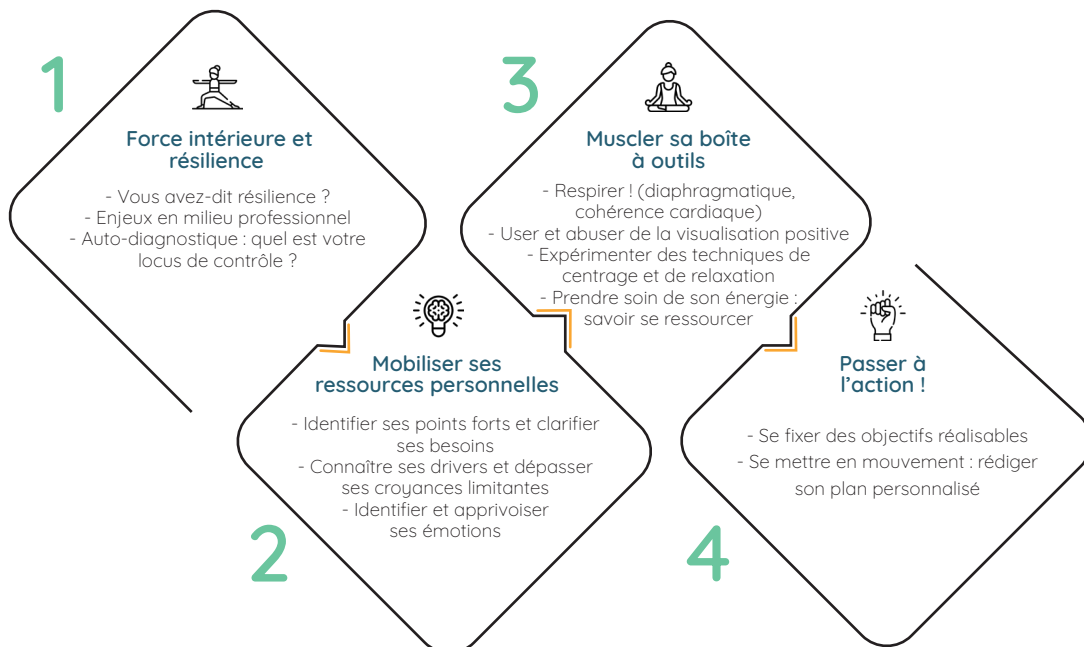 1
Force intérieure et
résilience
- Vous avez-dit résilience ?
- Enjeux en milieu professionnel
- Auto-diagnostique : quel est votre
locus de contrôle ?
2
Mobiliser ses
ressources personnelles
- Identifier ses points forts et clarifier
ses besoins
- Connaître ses drivers et dépasser
ses croyances limitantes
- Identifier et apprivoiser
ses émotions
3
Muscler sa boîte
à outils
- Respirer ! (diaphragmatique,
cohérence cardiaque)
- User et abuser de la visualisation positive
- Expérimenter des techniques de
centrage et de relaxation
- Prendre soin de son énergie :
savoir se ressourcer
4
Passer à
l'action !
- Se fixer des objectifs réalisables
- Se mettre en mouvement : rédiger
son plan personnalisé